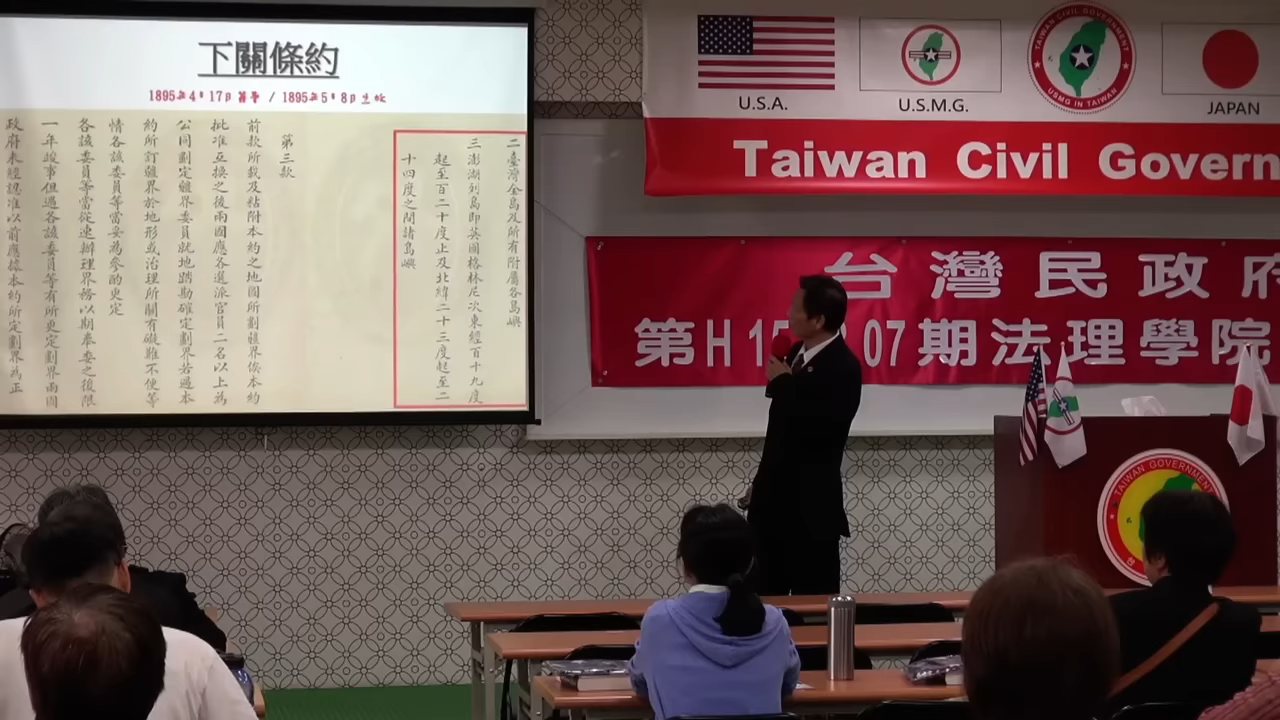 下關條約
1895年4月17日 簽署 / 1895年5月8日 生效
二臺灣全島及所有附屬各島嶼
三澎湖列島即英國格林尼次東經百十九度
起至百二十度止及北緯二十三度起至二
十四度之間諸島嶼
第三款
前款所載及粘附本約之地圖所劃疆界俟本約
批准互換之後兩國應各選派官員二名以上為
公同劃定疆界委員就地踏勘確定劃界若遇本
約所訂疆界於地形或治理所關有礙難不便等
情各該委員等當妥為參酌更定
各該委員等當從速辦理界務以期奉委之後限
一年竣事但遇各該委員等有所更定劃界兩國
政府未經認准以前應據本約所定劃界為正
U.S.A.
U.S.M.G.
TAIWAN CIVIL GOVERNMENT
USMG IN TAIWAN
JAPAN
Taiwan Civil Govern
台灣民政府
第H 1 07期法理學院
TAIWAN GOVERNMENT